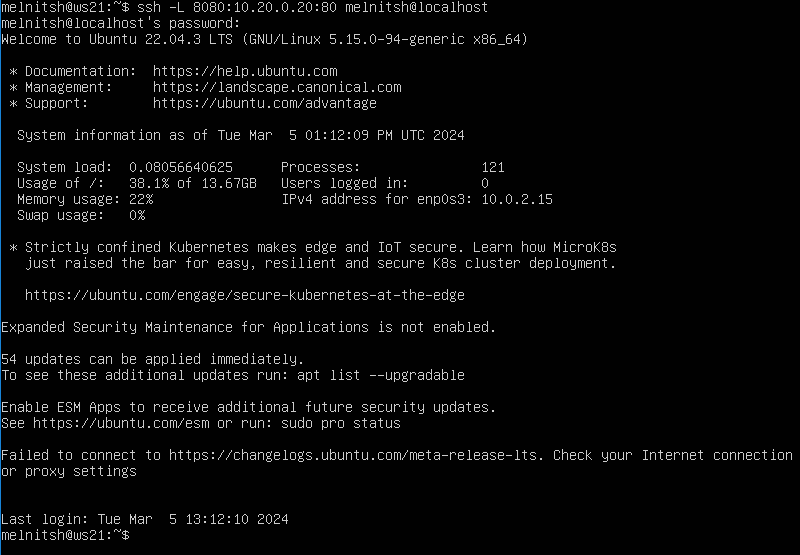 melnitsh@ws21:~$ ssh -L 8080:10.20.0.20:80 melnitsh@localhost
melnitsh@localhost's password:
Welcome to Ubuntu 22.04.3 LTS (GNU/Linux 5.15.0-94-generic x86_64)

 * Documentation:  https://help.ubuntu.com
 * Management:     https://landscape.canonical.com
 * Support:        https://ubuntu.com/advantage

  System information as of Tue Mar  5 01:12:09 PM UTC 2024

  System load:  0.08056640625      Processes:               121
  Usage of /:   38.1% of 13.67GB   Users logged in:         0
  Memory usage: 22%                IPv4 address for enp0s3: 10.0.2.15
  Swap usage:   0%

 * Strictly confined Kubernetes makes edge and IoT secure. Learn how MicroK8s
   just raised the bar for easy, resilient and secure K8s cluster deployment.

   https://ubuntu.com/engage/secure-kubernetes-at-the-edge

Expanded Security Maintenance for Applications is not enabled.

54 updates can be applied immediately.
To see these additional updates run: apt list --upgradable

Enable ESM Apps to receive additional future security updates.
See https://ubuntu.com/esm or run: sudo pro status

Failed to connect to https://changelogs.ubuntu.com/meta-release-lts. Check your Internet connection
or proxy settings

Last login: Tue Mar  5 13:12:10 2024
melnitsh@ws21:~$